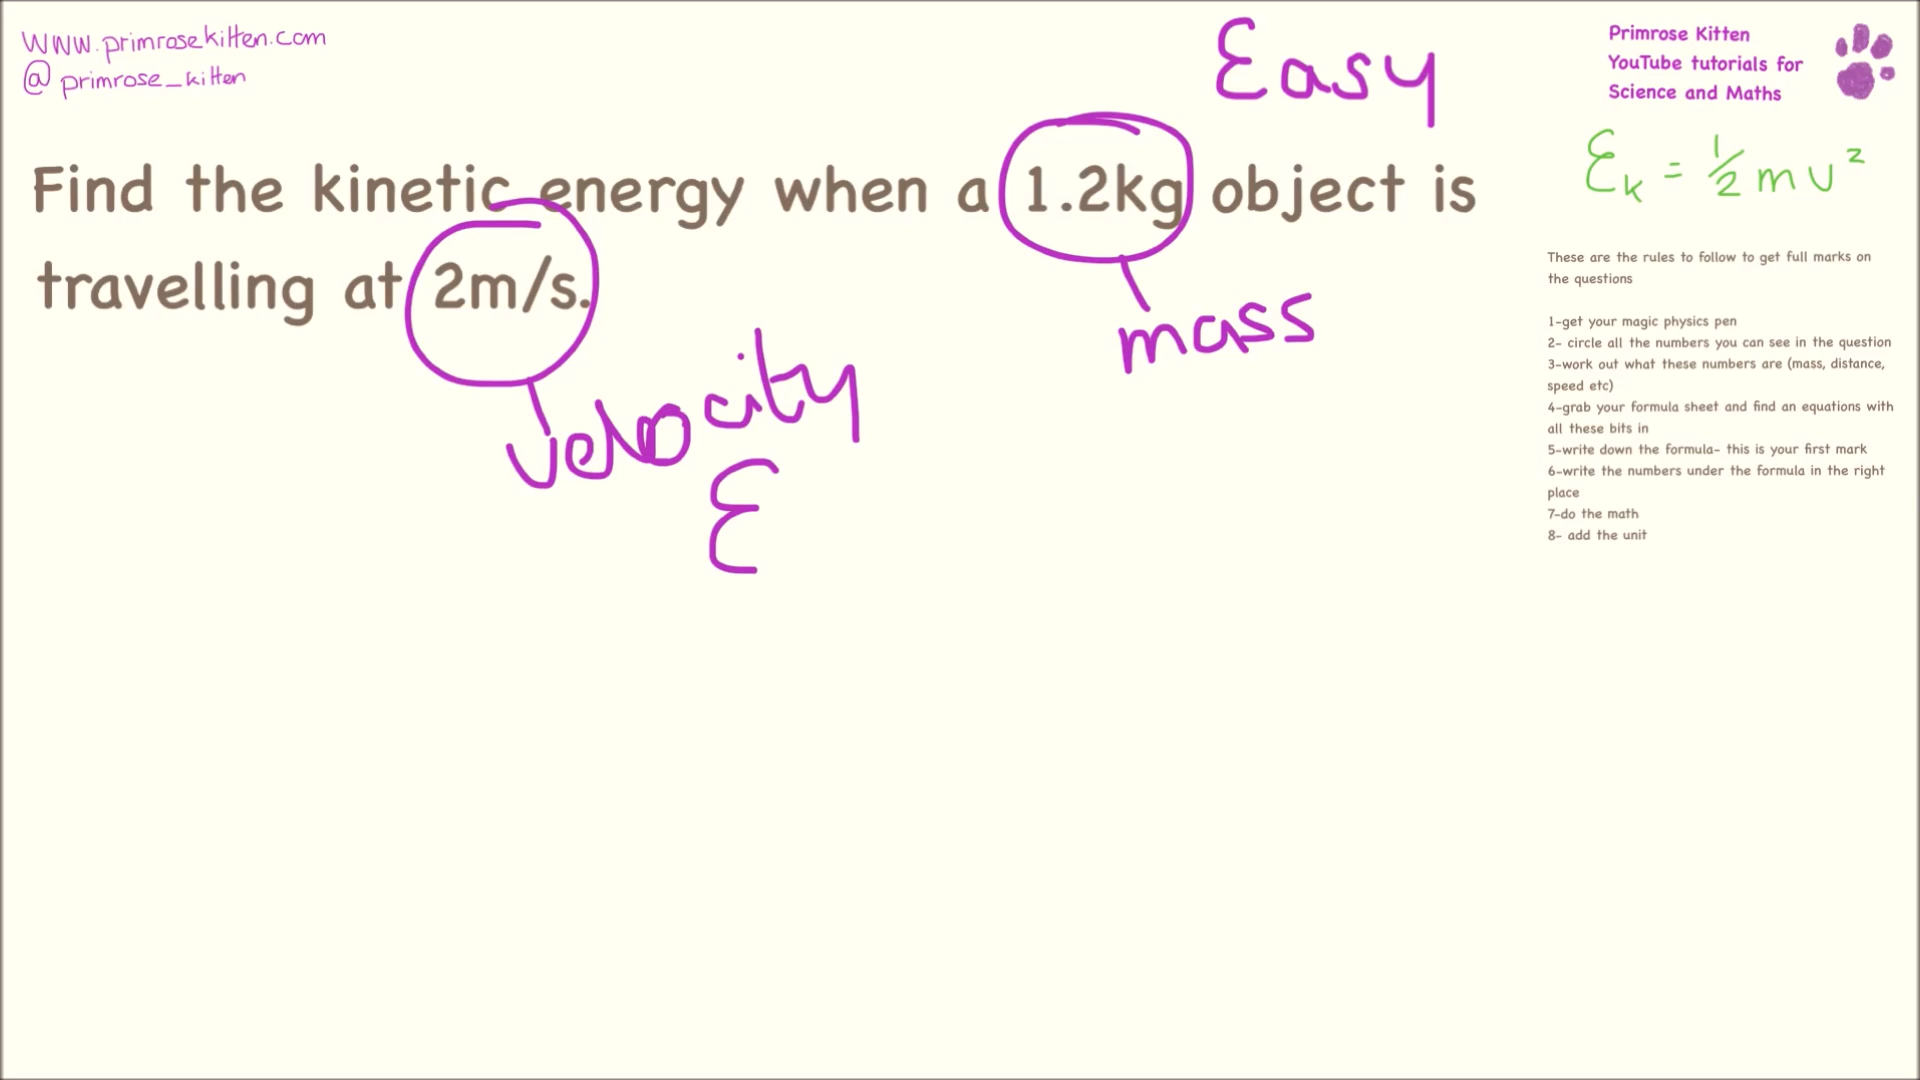 www.primrosekitten.com
@primrose_kitten
Easy
Primrose Kitten
YouTube tutorials for
Science and Maths
Ek = ½mv²
Find the kinetic energy when a 1.2kg object is
travelling at 2m/s.
mass
velocity
E
These are the rules to follow to get full marks on
the questions
1-get your magic physics pen
2- circle all the numbers you can see in the question
3-work out what these numbers are (mass, distance,
speed etc)
4-grab your formula sheet and find an equations with
all these bits in
5-write down the formula- this is your first mark
6-write the numbers under the formula in the right
place
7-do the math
8- add the unit